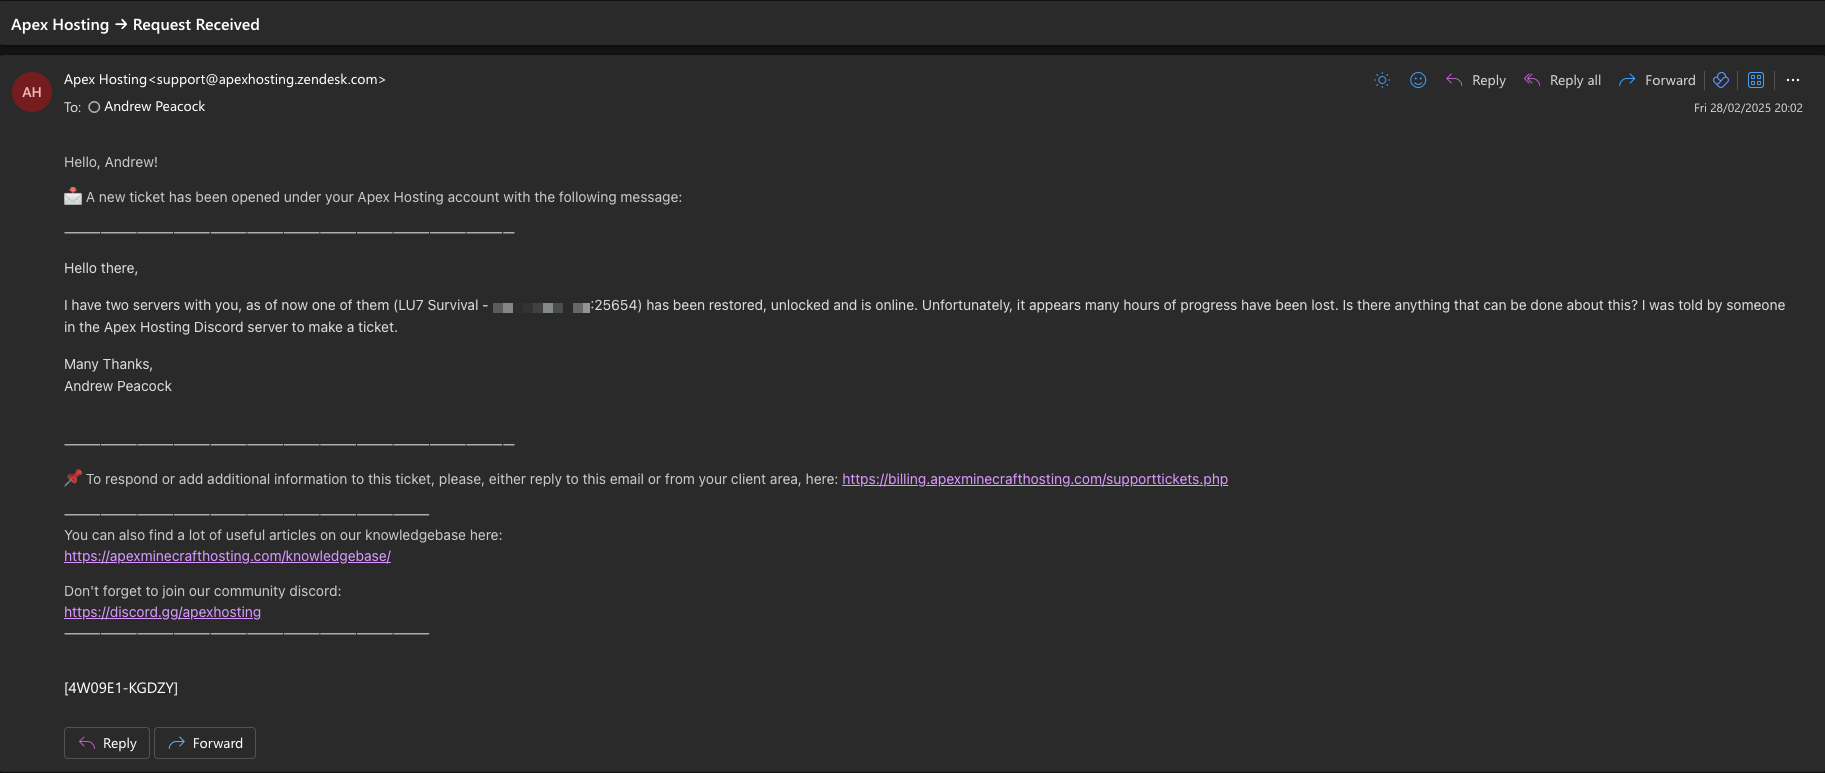 Apex Hosting → Request Received
AH
Apex Hosting<support@apexhosting.zendesk.com>
To: Andrew Peacock
Reply
Reply all
Forward
Fri 28/02/2025 20:02
Hello, Andrew!
📩 A new ticket has been opened under your Apex Hosting account with the following message:
Hello there,
I have two servers with you, as of now one of them (LU7 Survival - :25654) has been restored, unlocked and is online. Unfortunately, it appears many hours of progress have been lost. Is there anything that can be done about this? I was told by someone
in the Apex Hosting Discord server to make a ticket.
Many Thanks,
Andrew Peacock
📌 To respond or add additional information to this ticket, please, either reply to this email or from your client area, here: https://billing.apexminecrafthosting.com/supporttickets.php
You can also find a lot of useful articles on our knowledgebase here:
https://apexminecrafthosting.com/knowledgebase/
Don't forget to join our community discord:
https://discord.gg/apexhosting
[4W09E1-KGDZY]
Reply
Forward